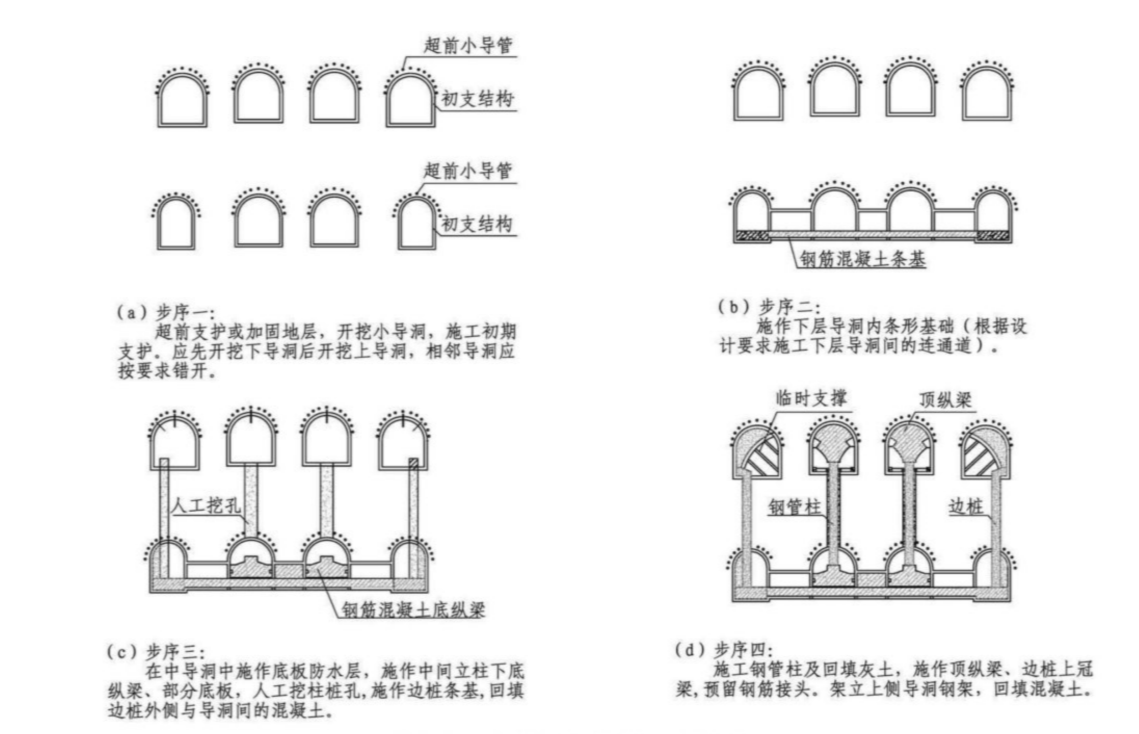 超前小导管
初支结构
超前小导管
初支结构
(a)步序一:
超前支护或加固地层，开挖小导洞，施工初期
支护。应先开挖下导洞后开挖上导洞，相邻导洞应
按要求错开。
钢筋混凝土条基
(b)步序二:
施作下层导洞内条形基础(根据设
计要求施工下层导洞间的连通道)。
人工挖孔
钢筋混凝土底纵梁
(c)步序三:
在中导洞中施作底板防水层，施作中间立柱下底
纵梁、部分底板，人工挖柱桩孔,施作边桩条基,回填
边桩外侧与导洞间的混凝土。
临时支撑
顶纵梁
钢管柱
边桩
(d)步序四:
施工钢管柱及回填灰土，施作顶纵梁、边桩上冠
梁,预留钢筋接头。架立上侧导洞钢架，回填混凝土。